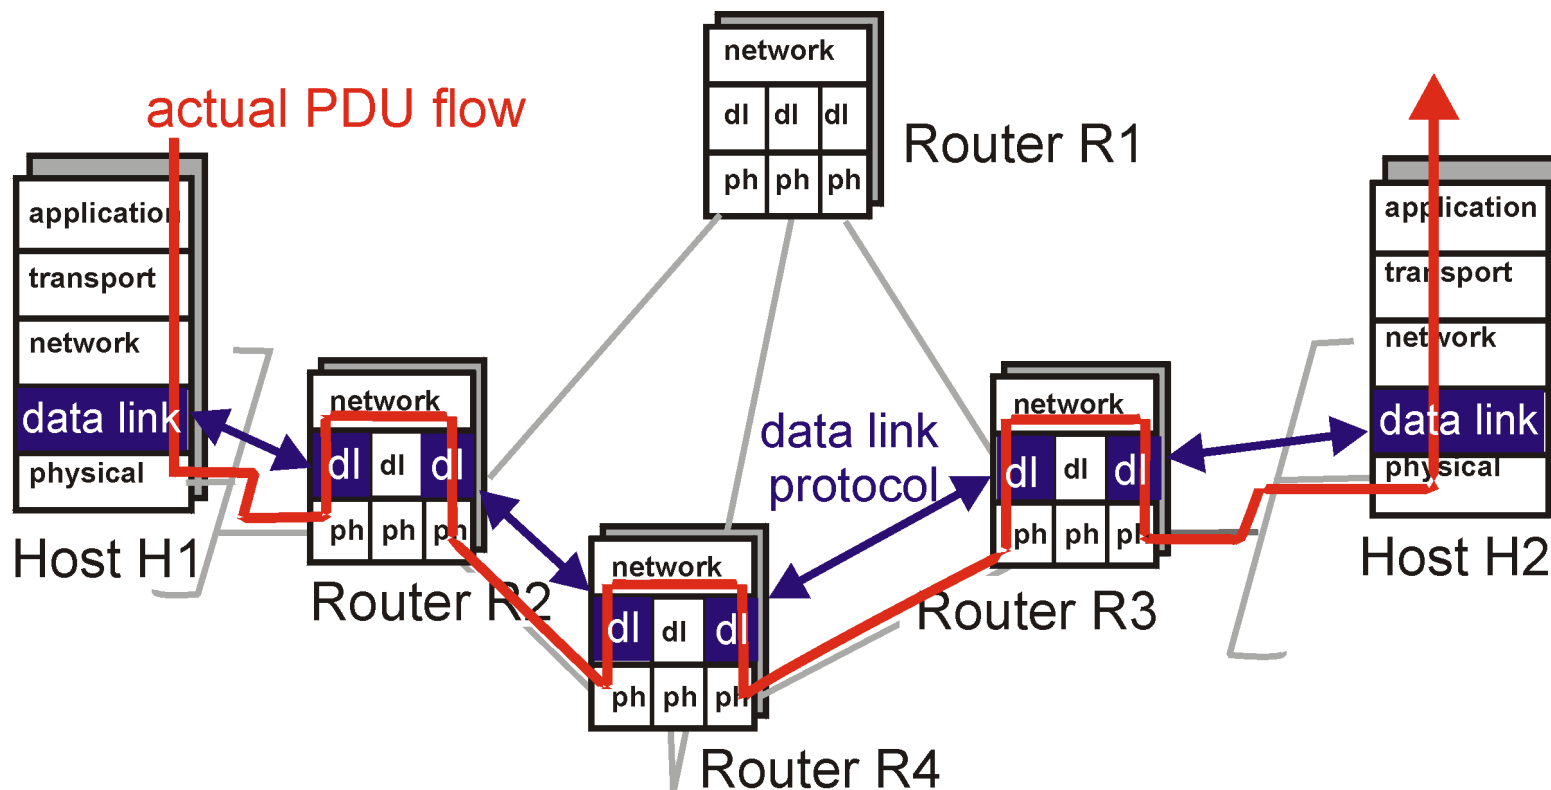 actual PDU flow
network
dl dl dl
ph ph ph
Router R1
application
transport
network
data link
physical
Host H1
network
dl dl dl
ph ph ph
Router R2
data link
protocol
network
dl dl dl
ph ph ph
Router R4
network
dl dl dl
ph ph ph
Router R3
application
transport
network
data link
physical
Host H2